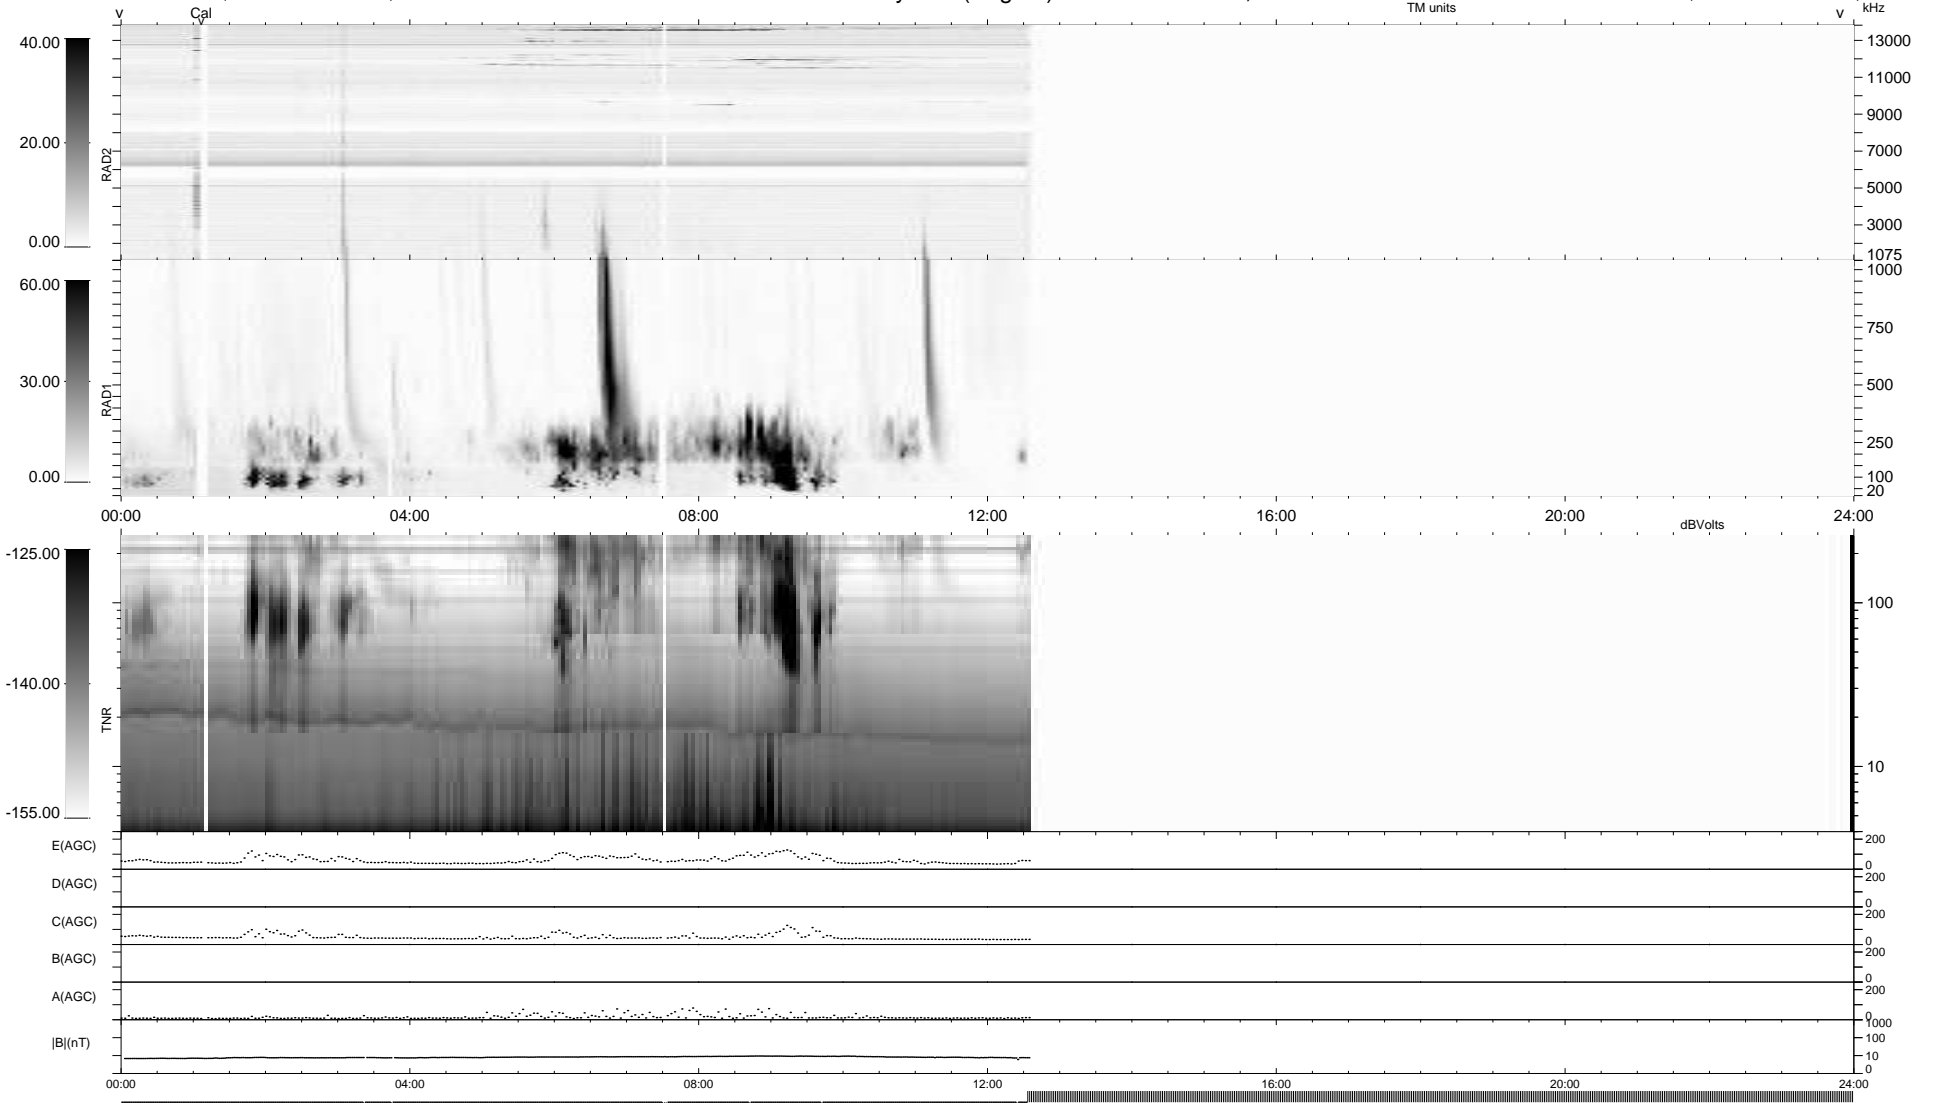 v Cal TM units v kHz
v
40.00
20.00
0.00
RAD2
13000
11000
9000
7000
5000
3000
1075
60.00
30.00
0.00
RAD1
1000
750
500
250
100
20
00:00 04:00 08:00 12:00 16:00 20:00 24:00
dBVolts
-125.00
-140.00
-155.00
TNR
100
10
E(AGC) 200
0
D(AGC) 200
0
C(AGC) 200
0
B(AGC) 200
0
A(AGC) 200
0
|B|(nT) 1000
100
10
0
00:00 04:00 08:00 12:00 16:00 20:00 24:00